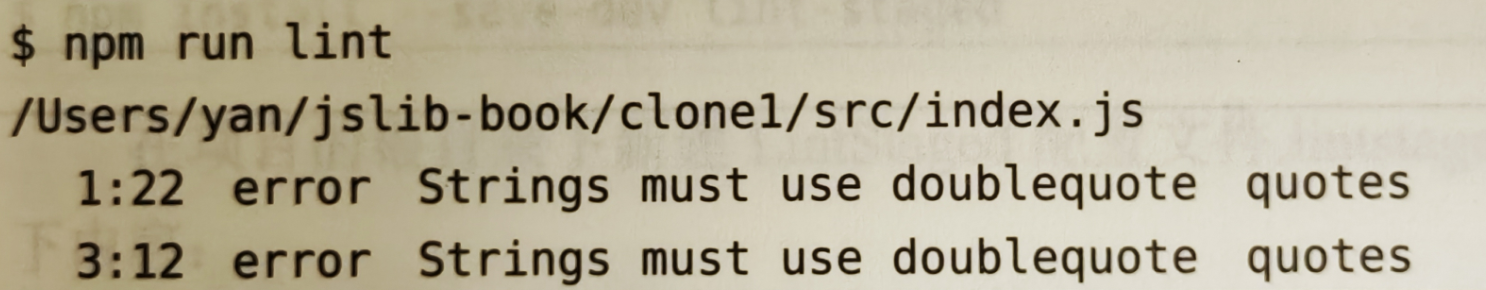 $ npm run lint
/Users/yan/jslib-book/clone1/src/index.js
1:22 error Strings must use doublequote quotes
3:12 error Strings must use doublequote quotes